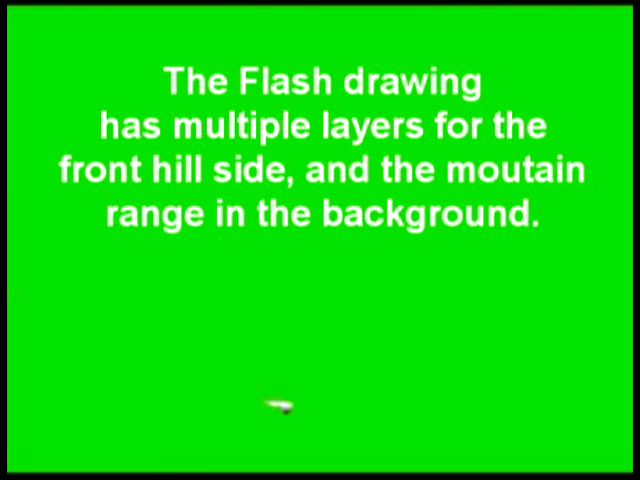 The Flash drawing
has multiple layers for the
front hill side, and the moutain
range in the background.